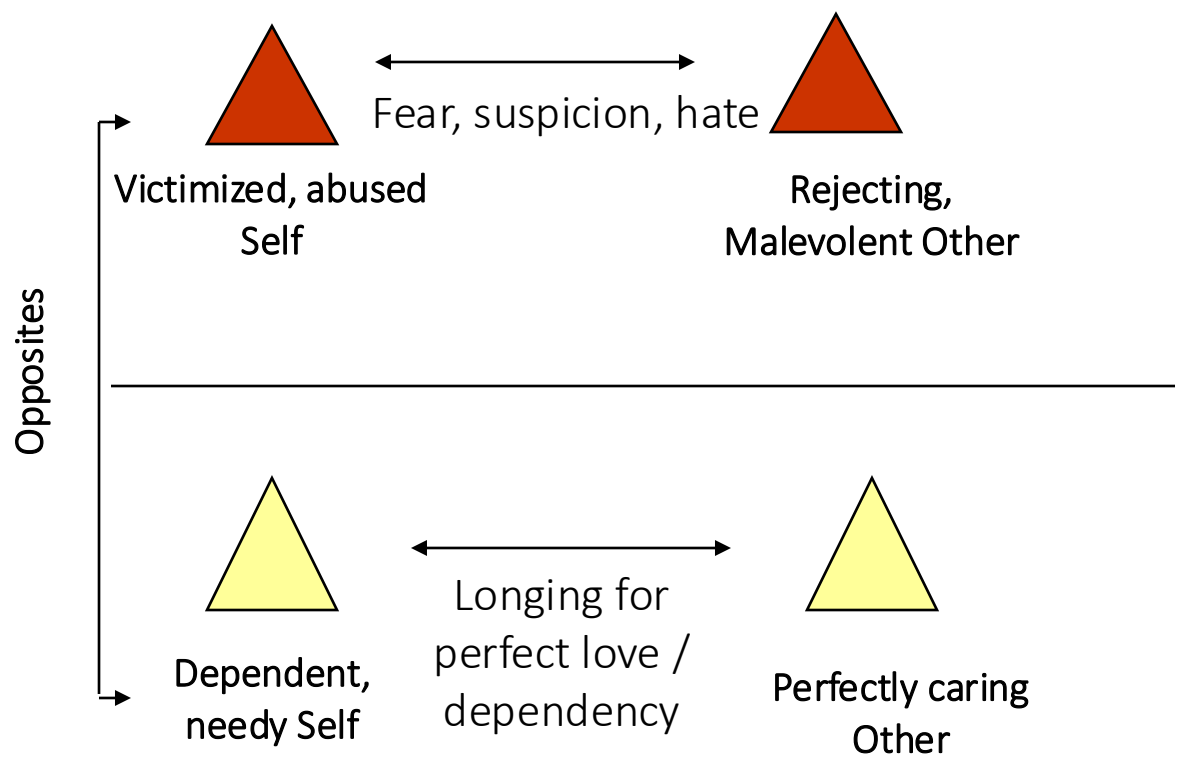 Fear, suspicion, hate
Victimized, abused
Self
Rejecting,
Malevolent Other
Opposites
Longing for
perfect love /
dependency
Dependent,
needy Self
Perfectly caring
Other